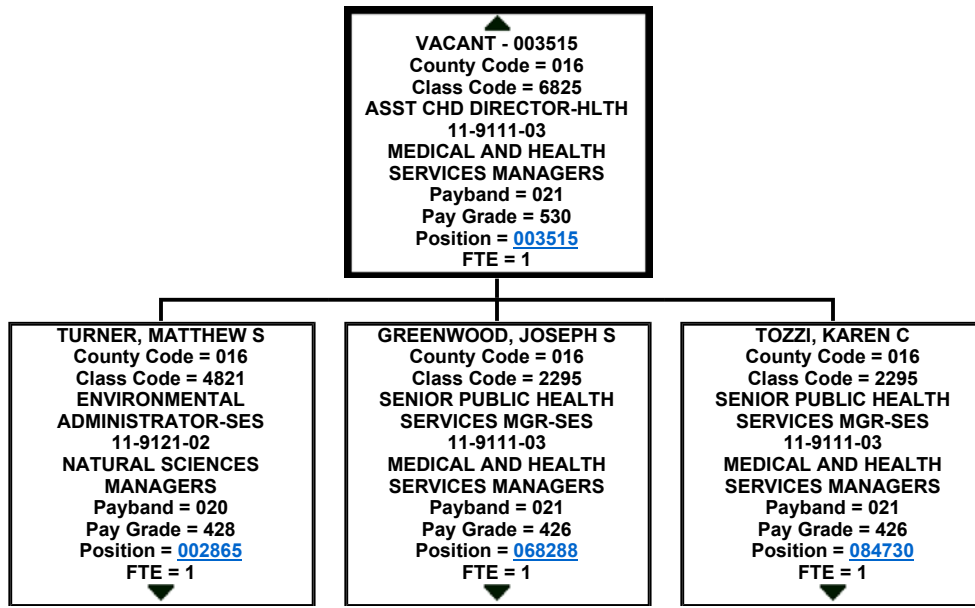 VACANT - 003515
County Code = 016
Class Code = 6825
ASST CHD DIRECTOR-HLTH
11-9111-03
MEDICAL AND HEALTH
SERVICES MANAGERS
Payband = 021
Pay Grade = 530
Position = 003515
FTE = 1
TURNER, MATTHEW S
County Code = 016
Class Code = 4821
ENVIRONMENTAL
ADMINISTRATOR-SES
11-9121-02
NATURAL SCIENCES
MANAGERS
Payband = 020
Pay Grade = 428
Position = 002865
FTE = 1
GREENWOOD, JOSEPH S
County Code = 016
Class Code = 2295
SENIOR PUBLIC HEALTH
SERVICES MGR-SES
11-9111-03
MEDICAL AND HEALTH
SERVICES MANAGERS
Payband = 021
Pay Grade = 426
Position = 068288
FTE = 1
TOZZI, KAREN C
County Code = 016
Class Code = 2295
SENIOR PUBLIC HEALTH
SERVICES MGR-SES
11-9111-03
MEDICAL AND HEALTH
SERVICES MANAGERS
Payband = 021
Pay Grade = 426
Position = 084730
FTE = 1